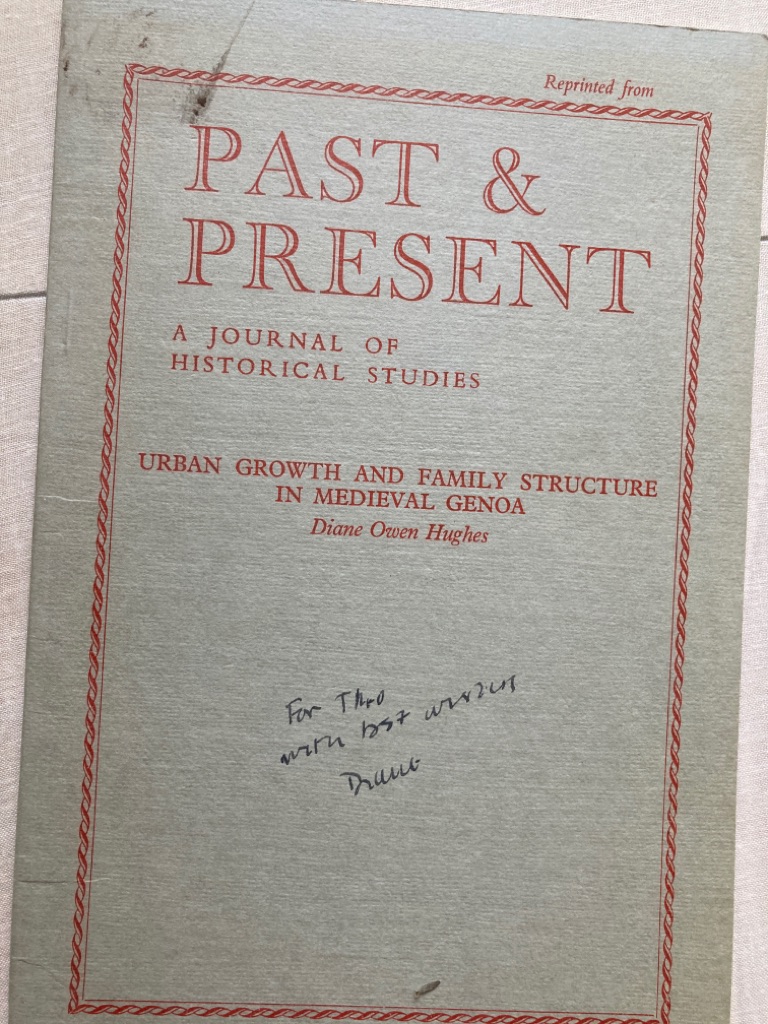 Reprinted from
PAST &
PRESENT
A JOURNAL OF
HISTORICAL STUDIES
URBAN GROWTH AND FAMILY STRUCTURE
IN MEDIEVAL GENOA
Diane Owen Hughes
For Theo
with best wishes
Diane